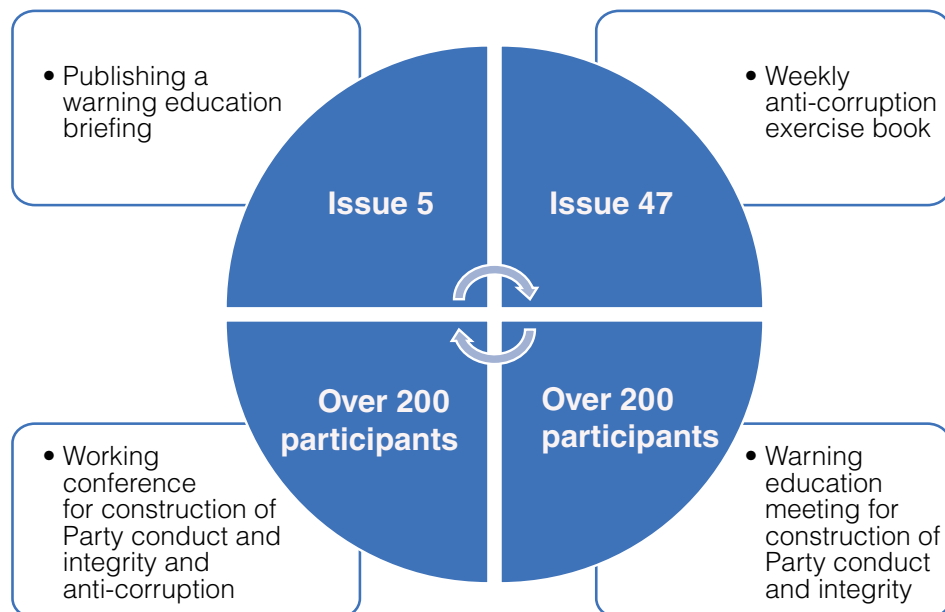 • Publishing a
warning education
briefing
• Weekly
anti-corruption
exercise book
Issue 5
Issue 47
Over 200
participants
Over 200
participants
• Working
conference
for construction of
Party conduct and
integrity and
anti-corruption
• Warning
education
meeting for
construction of
Party conduct
and integrity